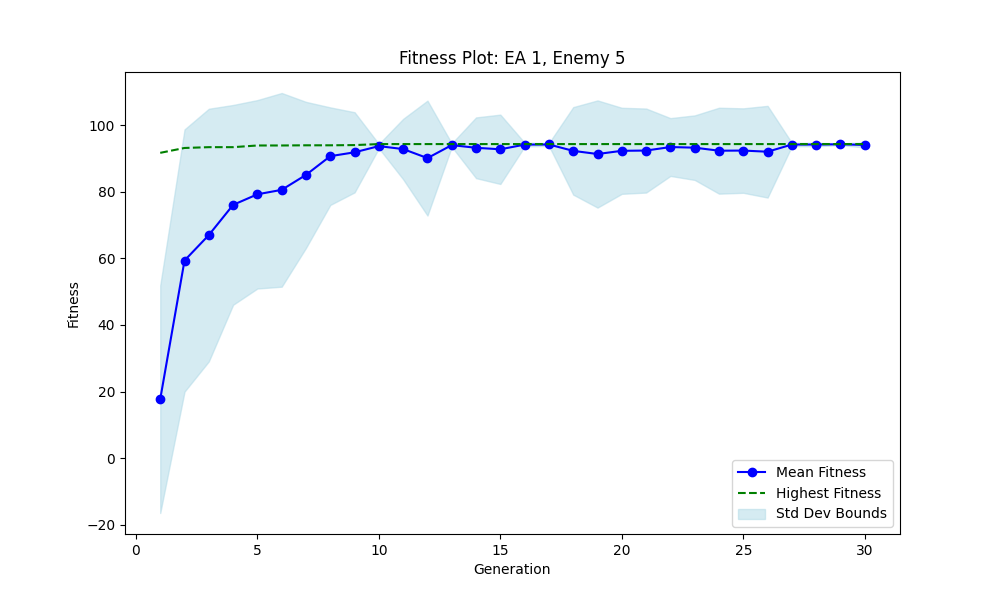 Fitness Plot: EA 1, Enemy 5
Fitness
100
80
60
40
20
0
−20
0 5 10 15 20 25 30
Generation
Mean Fitness
Highest Fitness
Std Dev Bounds